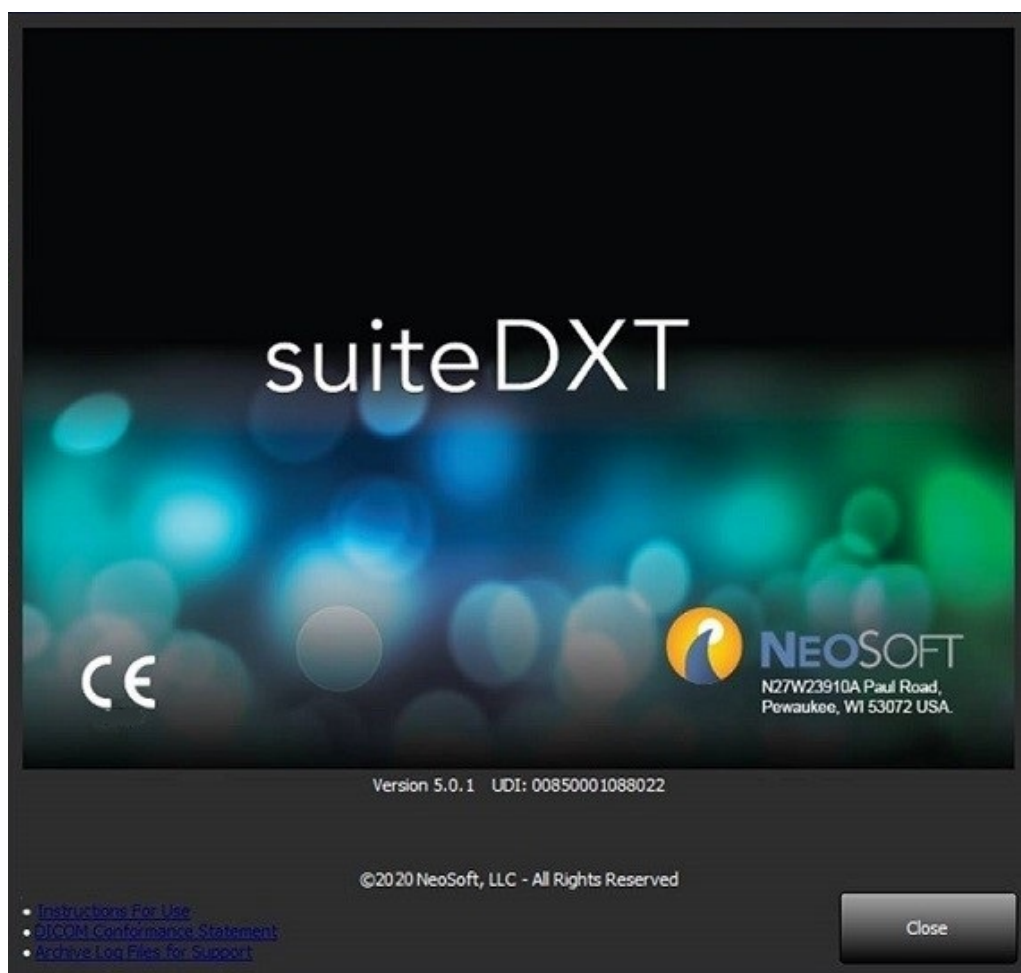 suiteDXT
CE
NEOSOFT
N27W23910A Paul Road,
Pewaukee, WI 53072 USA.
Version 5.0.1 UDI: 00850001088022
©2020 NeoSoft, LLC - All Rights Reserved
• Instructions For Use
• DICOM Conformance Statement
• Archive Log Files for Support
Close